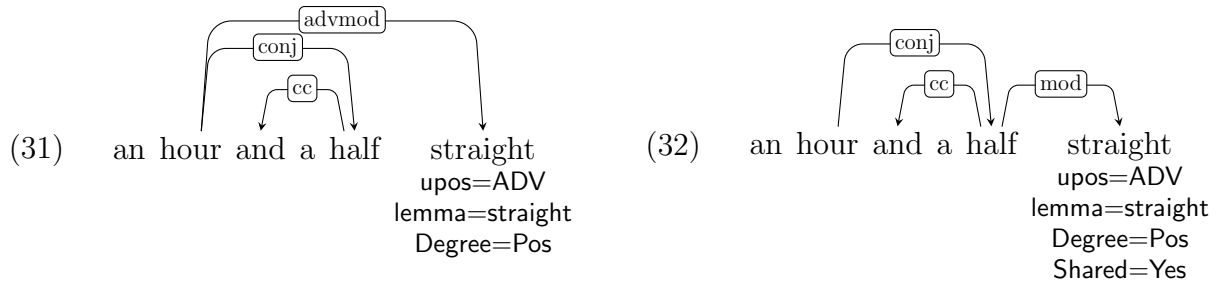 advmod
conj
cc
(31) an hour and a half straight
upos=ADV
lemma=straight
Degree=Pos
conj
cc mod
(32) an hour and a half straight
upos=ADV
lemma=straight
Degree=Pos
Shared=Yes